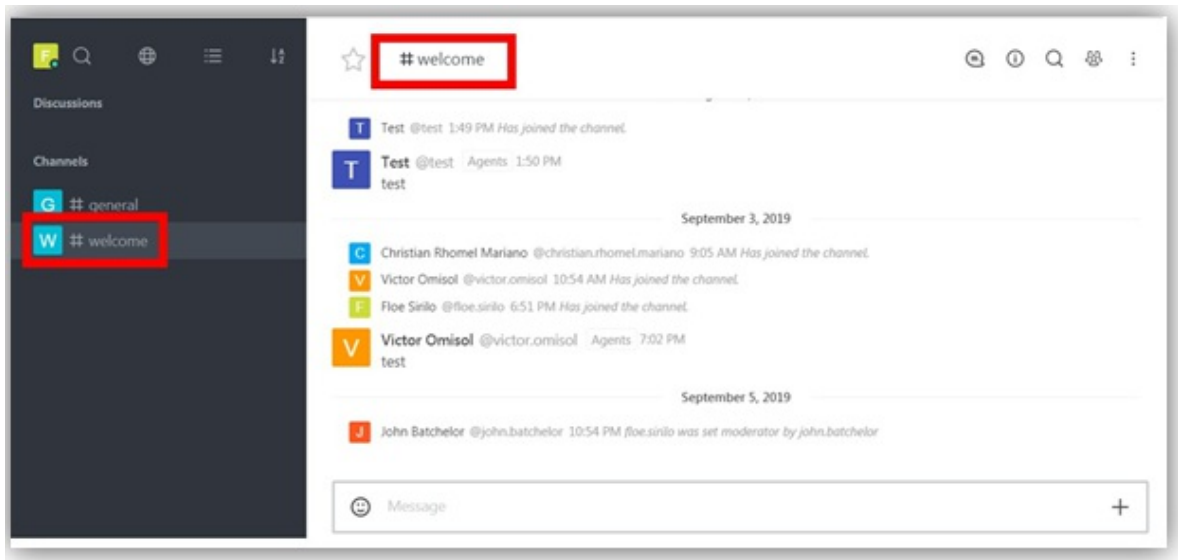 F
Discussions
Channels
G # general
W # welcome
# welcome
T Test @test 1:49 PM Has joined the channel.
T Test @test Agents 1:50 PM
test
September 3, 2019
C Christian Rhomel Mariano @christian.rhomel.mariano 9:05 AM Has joined the channel.
V Victor Omisol @victor.omisol 10:54 AM Has joined the channel.
F Floe Sirilo @floe.sirilo 6:51 PM Has joined the channel.
V Victor Omisol @victor.omisol Agents 7:02 PM
test
September 5, 2019
J John Batchelor @john.batchelor 10:54 PM floe.sirilo was set moderator by john.batchelor
Message